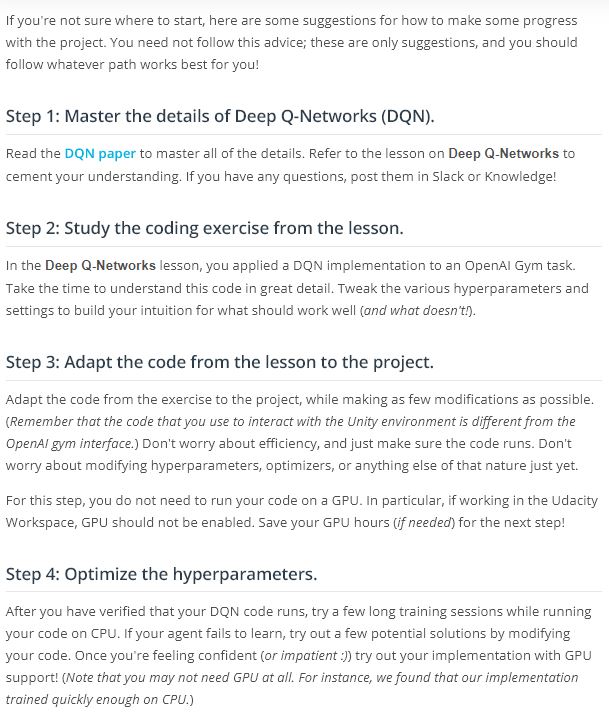 If you're not sure where to start, here are some suggestions for how to make some progress
with the project. You need not follow this advice; these are only suggestions, and you should
follow whatever path works best for you!
Step 1: Master the details of Deep Q-Networks (DQN).
Read the DQN paper to master all of the details. Refer to the lesson on Deep Q-Networks to
cement your understanding. If you have any questions, post them in Slack or Knowledge!
Step 2: Study the coding exercise from the lesson.
In the Deep Q-Networks lesson, you applied a DQN implementation to an OpenAI Gym task.
Take the time to understand this code in great detail. Tweak the various hyperparameters and
settings to build your intuition for what should work well (and what doesn't!).
Step 3: Adapt the code from the lesson to the project.
Adapt the code from the exercise to the project, while making as few modifications as possible.
(Remember that the code that you use to interact with the Unity environment is different from the
OpenAI gym interface.) Don't worry about efficiency, and just make sure the code runs. Don't
worry about modifying hyperparameters, optimizers, or anything else of that nature just yet.
For this step, you do not need to run your code on a GPU. In particular, if working in the Udacity
Workspace, GPU should not be enabled. Save your GPU hours (if needed) for the next step!
Step 4: Optimize the hyperparameters.
After you have verified that your DQN code runs, try a few long training sessions while running
your code on CPU. If your agent fails to learn, try out a few potential solutions by modifying
your code. Once you're feeling confident (or impatient :)) try out your implementation with GPU
support! (Note that you may not need GPU at all. For instance, we found that our implementation
trained quickly enough on CPU.)